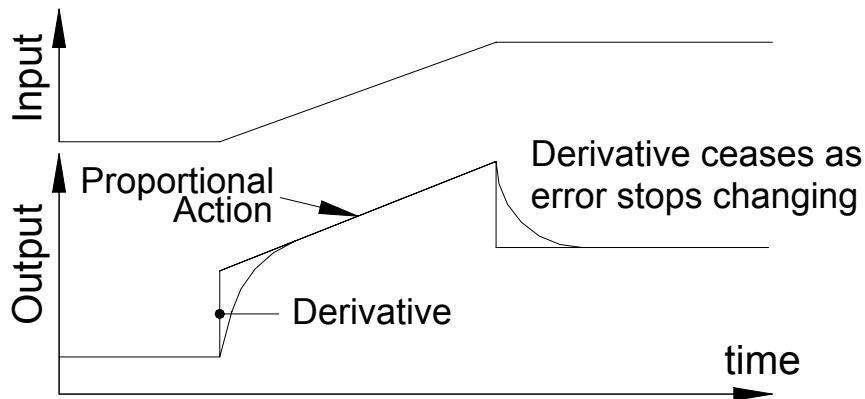 Input
Output
Proportional
Action
Derivative ceases as
error stops changing
Derivative
time